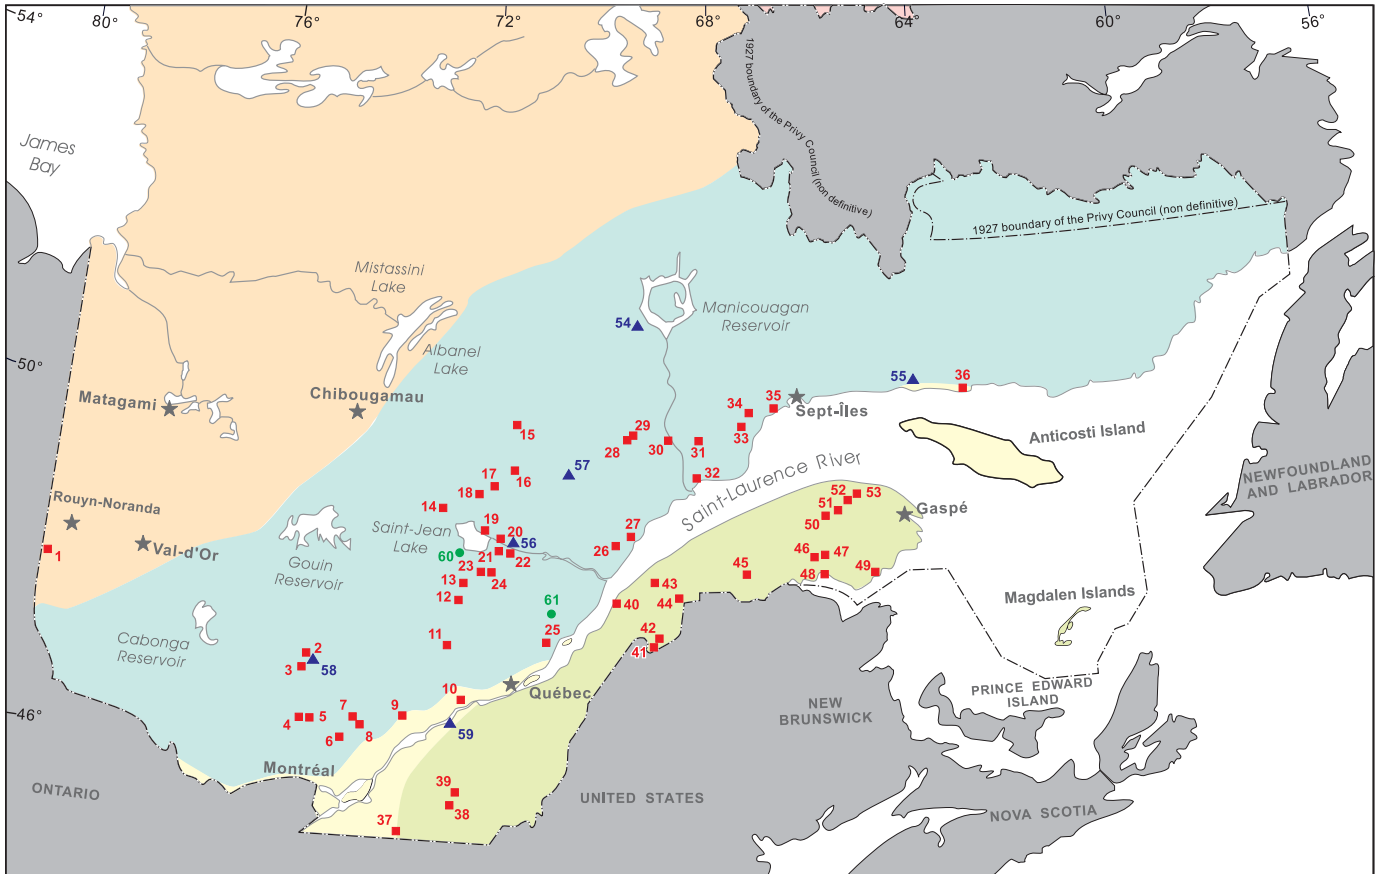 54°
80°
76°
72°
68°
64°
60°
56°
1927 boundary of the Privy Council (non definitive)
James
Bay
1927 boundary of the Privy Council (non definitive)
Mistassini
Lake
Manicouagan
Reservoir
54
Albanel
Lake
50°
55
36
Matagami
Chibougamau
Sept-Îles
34
35
33
Anticosti Island
15
29
28
30
31
32
NEWFOUNDLAND
AND LABRADOR
57
16
17
18
14
Saint-Laurence River
Rouyn-Noranda
Val-d'Or
1
Gouin
Reservoir
Saint-Jean
Lake
19
20
56
21
22
60
23
24
13
12
27
26
52
53
51
50
Gaspé
46
47
48
49
45
43
44
40
42
41
61
25
11
Magdalen Islands
Cabonga
Reservoir
2
3
58
Québec
10
9
PRINCE EDWARD
ISLAND
NEW
BRUNSWICK
46°
4
5
7
6
8
59
Montréal
ONTARIO
39
38
37
UNITED STATES
NOVA SCOTIA